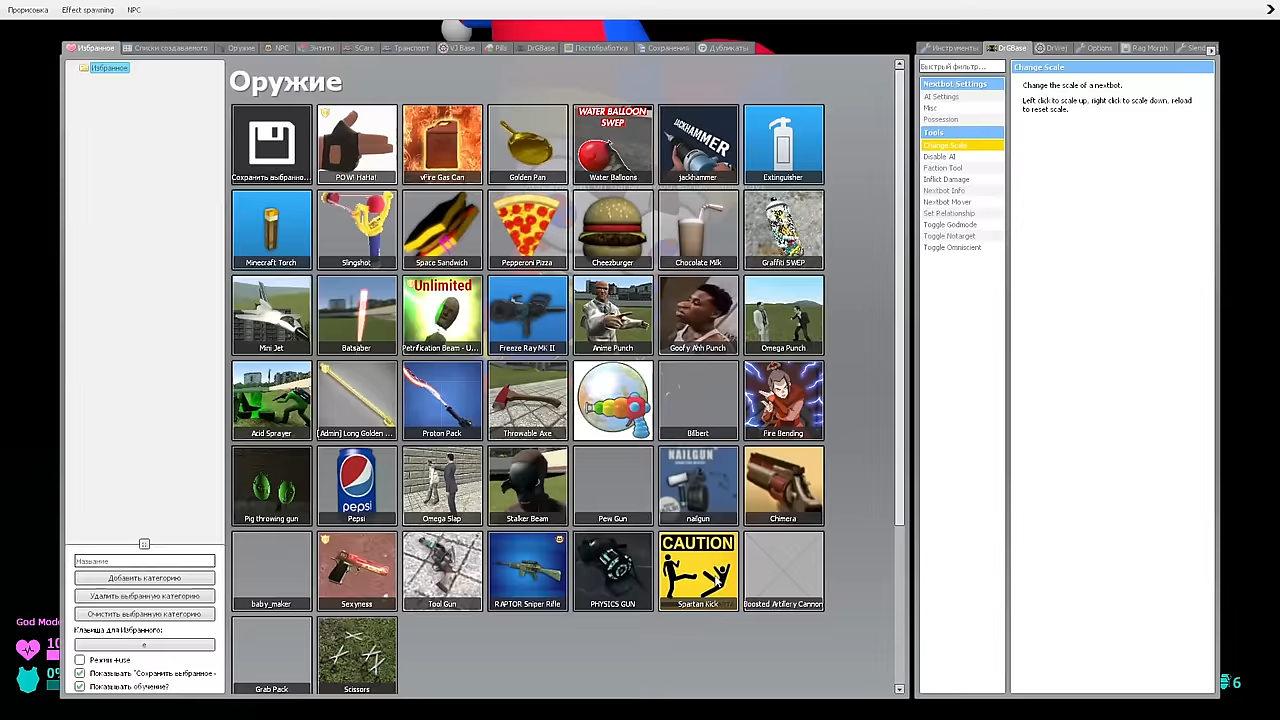 Прорисовка Effect spawning NPC
Избранное Списки создаваемого Оружие NPC Энтити SCars Транспорт VJ Base Pills DrGBase Постобработка Сохранения Дубликаты
Инструменты DrGBase DrVrej Options Rag Morph Slend
Избранное
Оружие
WATER BALLOON SWEP
JACKHAMMER
Сохранить выбранно... POW! HaHa! vFire Gas Can Golden Pan Water Balloons jackhammer Extinguisher
Minecraft Torch Slingshot Space Sandwich Pepperoni Pizza Cheezburger Chocolate Milk Graffiti SWEP
Unlimited
Mini Jet Batsaber Petrification Beam - U... Freeze Ray MK II Anime Punch Goofy Ahh Punch Omega Punch
Acid Sprayer [Admin] Long Golden ... Proton Pack Throwable Axe Bilbert Fire Bending
pepsi
NAILGUN
Pig throwing gun Pepsi Omega Slap Stalker Beam Pew Gun nailgun Chimera
CAUTION
baby_maker Sexyness Tool Gun RAPTOR Sniper Rifle PHYSICS GUN Spartan Kick Boosted Artillery Cannon
Grab Pack Scissors
Название
Добавить категорию
Удалить выбранную категорию
Очистить выбранную категорию
Клавиша для Избранного:
e
Режим +use
Показывать "Сохранить выбранное
Показывать обучение?
God Mode
10
0%
Быстрый фильтр...
Nextbot Settings
AI Settings
Misc
Possession
Tools
Change Scale
Disable AI
Faction Tool
Inflict Damage
Nextbot Info
Nextbot Mover
Set Relationship
Toggle Godmode
Toggle Notarget
Toggle Omniscient
Change Scale
Change the scale of a nextbot.
Left click to scale up, right click to scale down, reload
to reset scale.
6